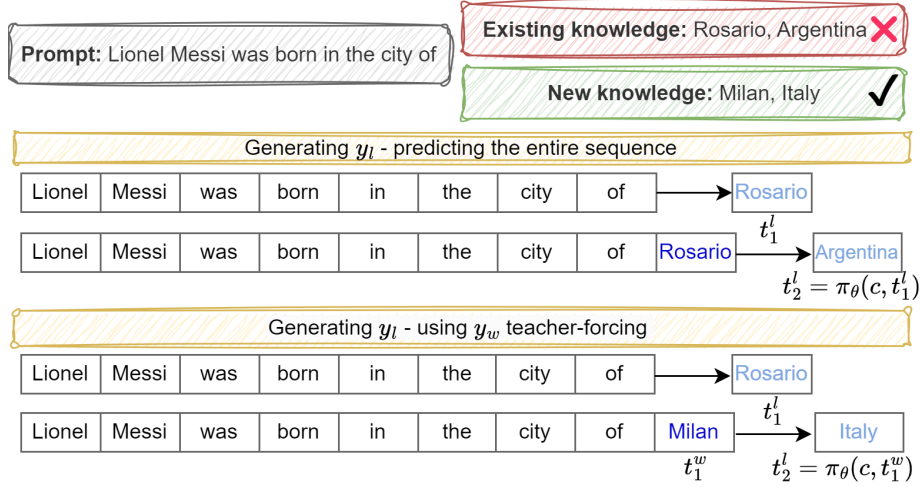 Prompt: Lionel Messi was born in the city of
Existing knowledge: Rosario, Argentina
New knowledge: Milan, Italy
Generating y_l - predicting the entire sequence
Lionel Messi was born in the city of Rosario
t_1^l
Lionel Messi was born in the city of Rosario Argentina
t_2^l = π_θ(c, t_1^l)
Generating y_l - using y_w teacher-forcing
Lionel Messi was born in the city of Rosario
t_1^l
Lionel Messi was born in the city of Milan Italy
t_1^w t_2^l = π_θ(c, t_1^w)